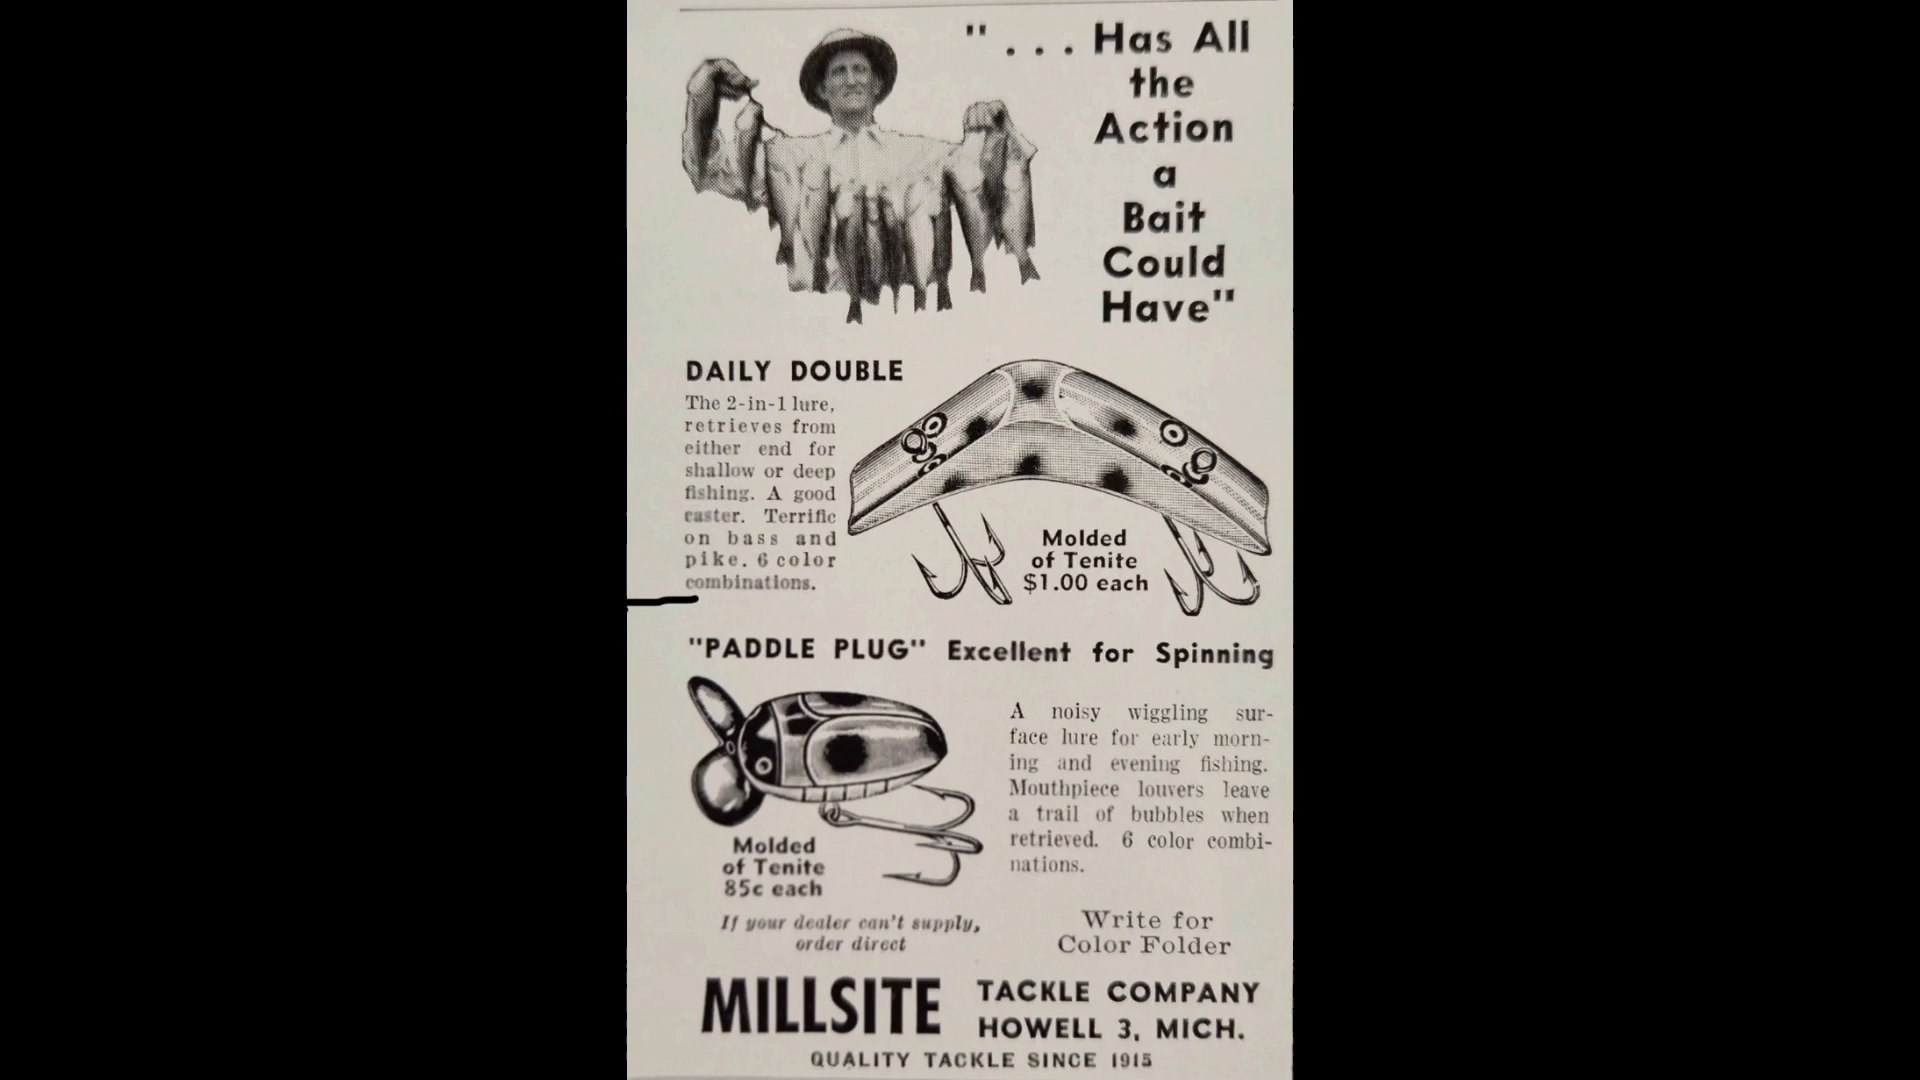 "... Has All
the
Action
a
Bait
Could
Have"
DAILY DOUBLE
The 2-in-1 lure,
retrieves from
either end for
shallow or deep
fishing. A good
caster. Terrific
on bass and
pike. 6 color
combinations.
Molded
of Tenite
$1.00 each
"PADDLE PLUG" Excellent for Spinning
A noisy wiggling sur-
face lure for early morn-
ing and evening fishing.
Mouthpiece louvers leave
a trail of bubbles when
retrieved. 6 color combi-
nations.
Molded
of Tenite
85c each
If your dealer can't supply,
order direct
Write for
Color Folder
MILLSITE TACKLE COMPANY
HOWELL 3, MICH.
QUALITY TACKLE SINCE 1915